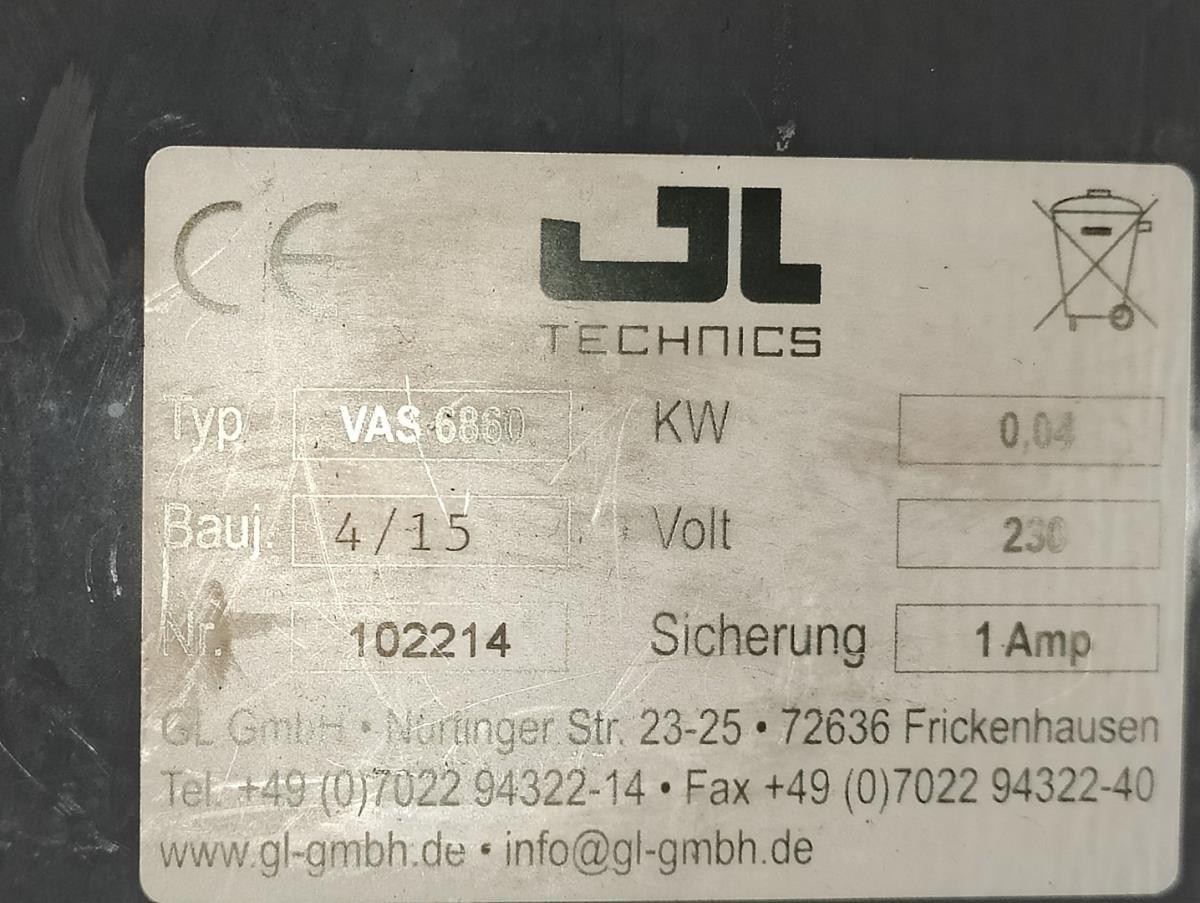 CE
GL
TECHNICS
Typ VAS 6860 KW 0,04
Bauj. 4/15 Volt 230
Nr. 102214 Sicherung 1 Amp
GL GmbH • Nürtinger Str. 23-25 • 72636 Frickenhausen
Tel. +49 (0)7022 94322-14 • Fax +49 (0)7022 94322-40
www.gl-gmbh.de • info@gl-gmbh.de